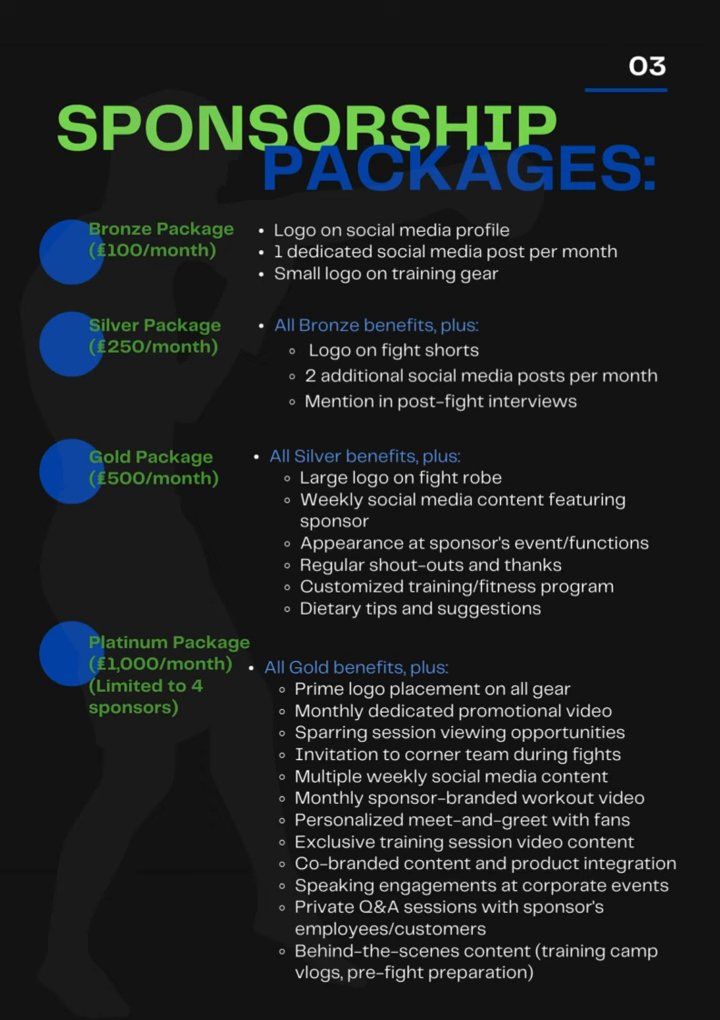 03
SPONSORSHIP
PACKAGES:
Bronze Package
(£100/month)
• Logo on social media profile
• 1 dedicated social media post per month
• Small logo on training gear
Silver Package
(£250/month)
• All Bronze benefits, plus:
◦ Logo on fight shorts
◦ 2 additional social media posts per month
◦ Mention in post-fight interviews
Gold Package
(£500/month)
• All Silver benefits, plus:
◦ Large logo on fight robe
◦ Weekly social media content featuring
sponsor
◦ Appearance at sponsor's event/functions
◦ Regular shout-outs and thanks
◦ Customized training/fitness program
◦ Dietary tips and suggestions
Platinum Package
(£1,000/month)
(Limited to 4
sponsors)
• All Gold benefits, plus:
◦ Prime logo placement on all gear
◦ Monthly dedicated promotional video
◦ Sparring session viewing opportunities
◦ Invitation to corner team during fights
◦ Multiple weekly social media content
◦ Monthly sponsor-branded workout video
◦ Personalized meet-and-greet with fans
◦ Exclusive training session video content
◦ Co-branded content and product integration
◦ Speaking engagements at corporate events
◦ Private Q&A sessions with sponsor's
employees/customers
◦ Behind-the-scenes content (training camp
vlogs, pre-fight preparation)